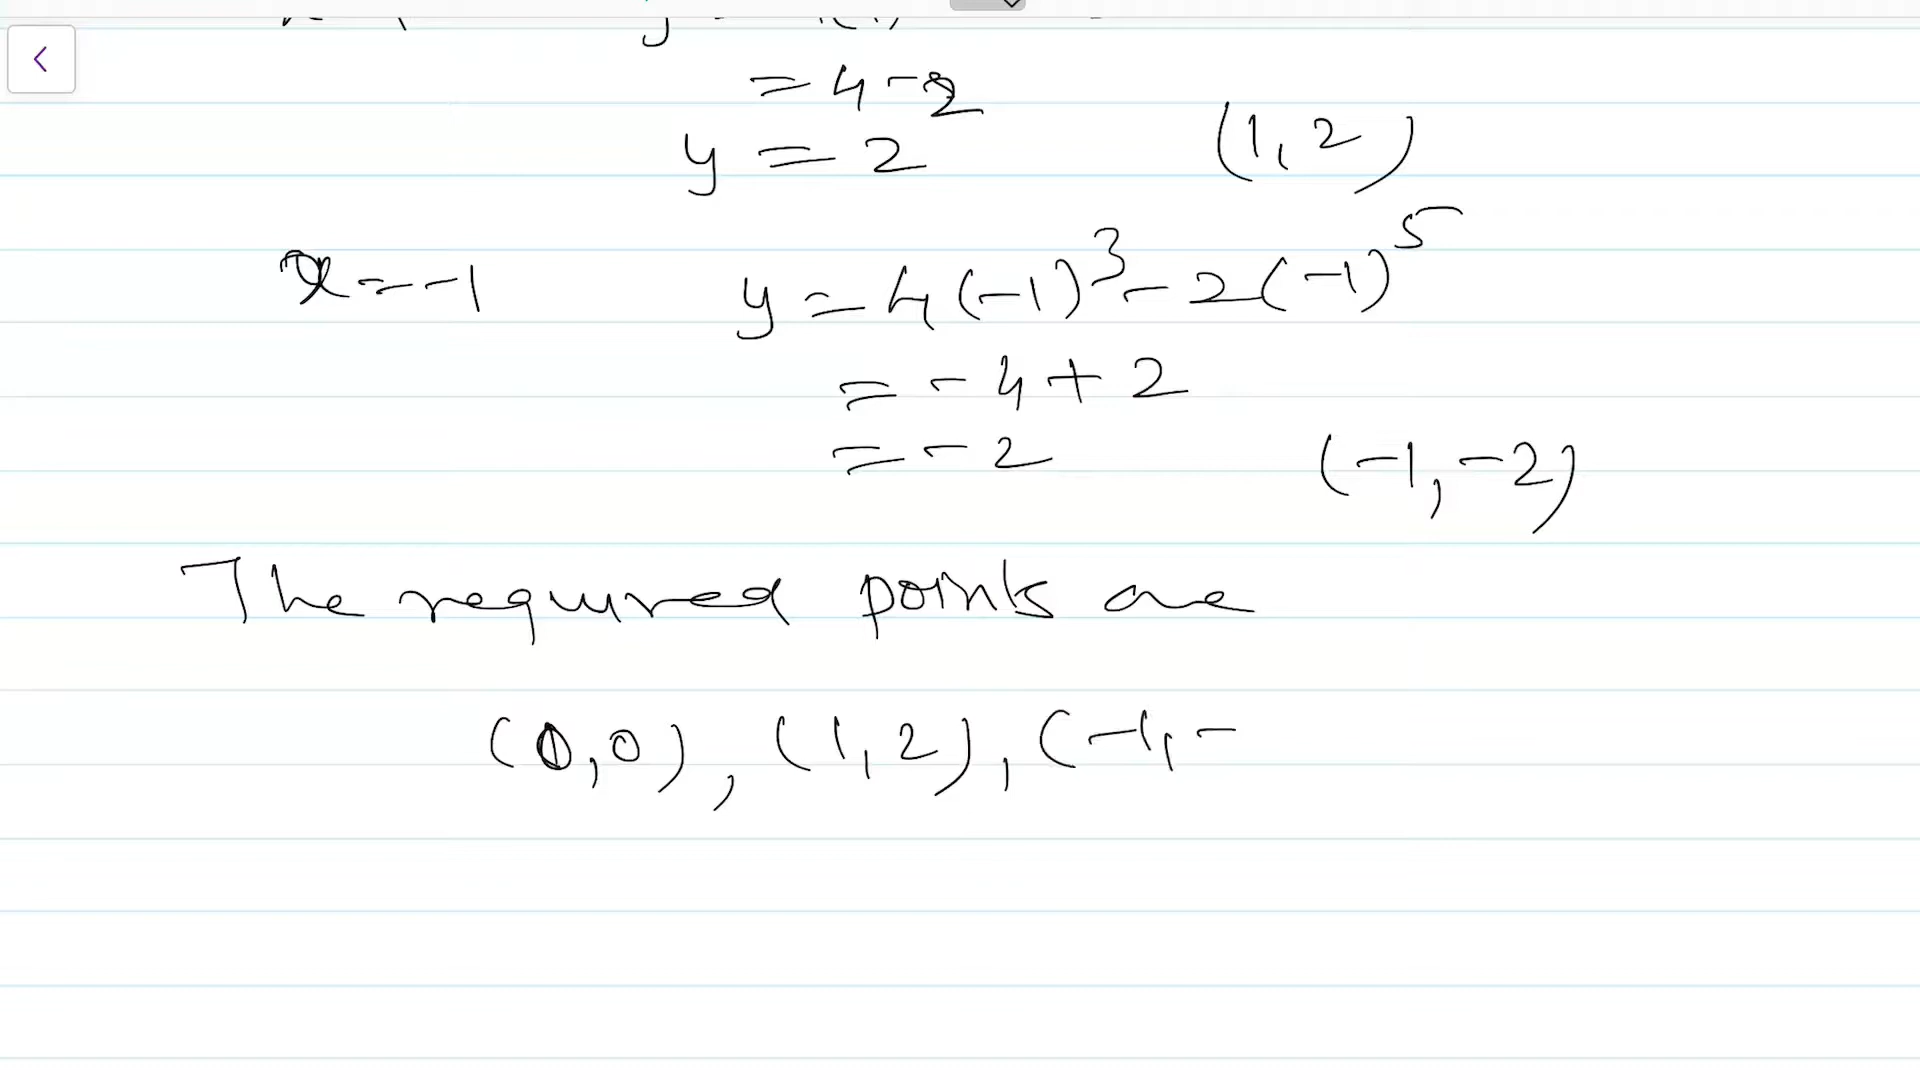 = 4 - 2
y = 2 (1, 2)
x = -1 y = 4(-1)³ - 2(-1)⁵
= -4 + 2
= -2 (-1, -2)
The required points are
(0,0), (1,2), (-1, -